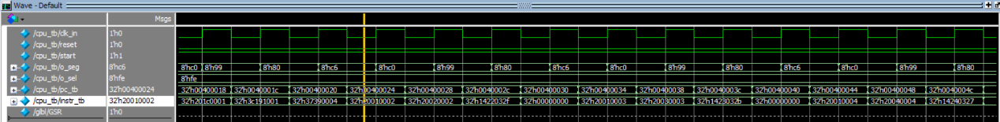 Wave - Default
Msgs
/cpu_tb/clk_in 1'h0
/cpu_tb/reset 1'h0
/cpu_tb/start 1'h1
/cpu_tb/o_seg 8'hc6 8'hc0 8'h99 8'h80 8'hc6 8'hc0 8'h99 8'h80 8'hc6 8'hc0 8'h99 8'h80 8'hc6 8'hc0 8'h99 8'h80
/cpu_tb/o_sel 8'hfe 8'hfe
/cpu_tb/pc_tb 32'h00400024 32'h00400018 32'h0040001c 32'h00400020 32'h00400024 32'h00400028 32'h0040002c 32'h00400030 32'h00400034 32'h00400038 32'h0040003c 32'h00400040 32'h00400044 32'h00400048 32'h0040004c
/cpu_tb/instr_tb 32'h20010002 32'h201c0001 32'h3c191001 32'h37390004 32'h20010002 32'h20020002 32'h1422032f 32'h00000000 32'h20010003 32'h20030003 32'h1423032b 32'h00000000 32'h20010004 32'h20040004 32'h14240327
/glbl/GSR 1'h0